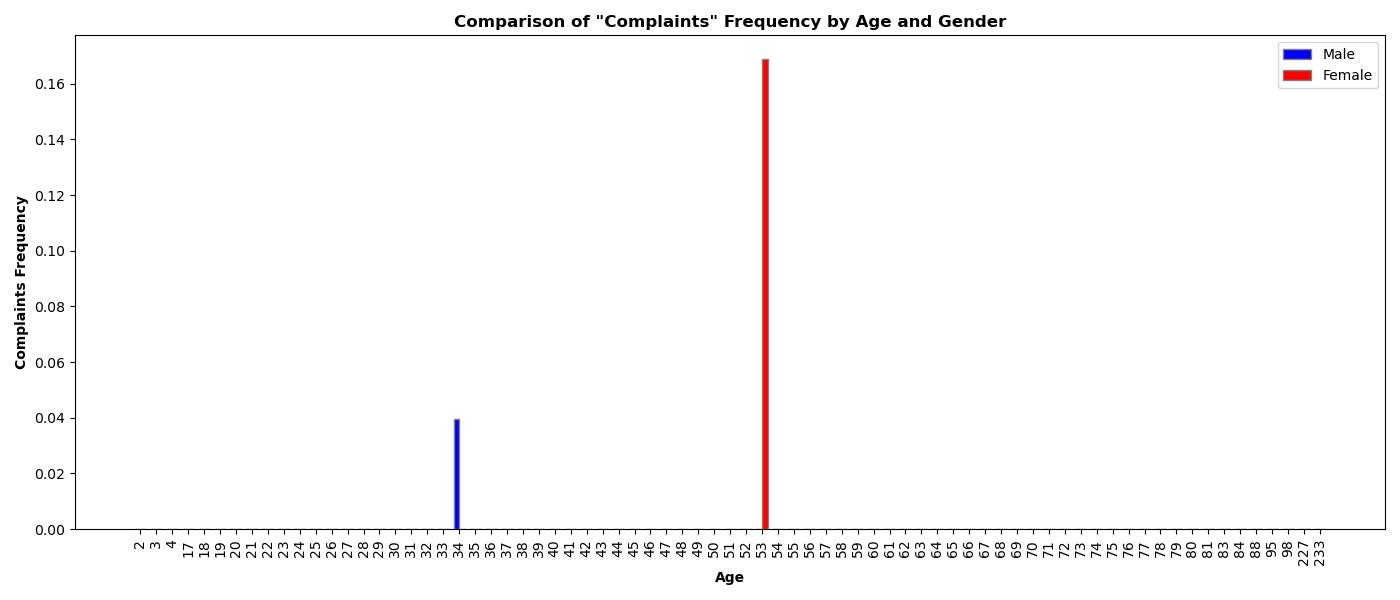 Comparison of "Complaints" Frequency by Age and Gender
Male
Female
Complaints Frequency
0.16
0.14
0.12
0.10
0.08
0.06
0.04
0.02
0.00
2 3 4 17 18 19 20 21 22 23 24 25 26 27 28 29 30 31 32 33 34 35 36 37 38 39 40 41 42 43 44 45 46 47 48 49 50 51 52 53 54 55 56 57 58 59 60 61 62 63 64 65 66 67 68 69 70 71 72 73 74 75 76 77 78 79 80 81 83 84 88 95 98 227 233
Age